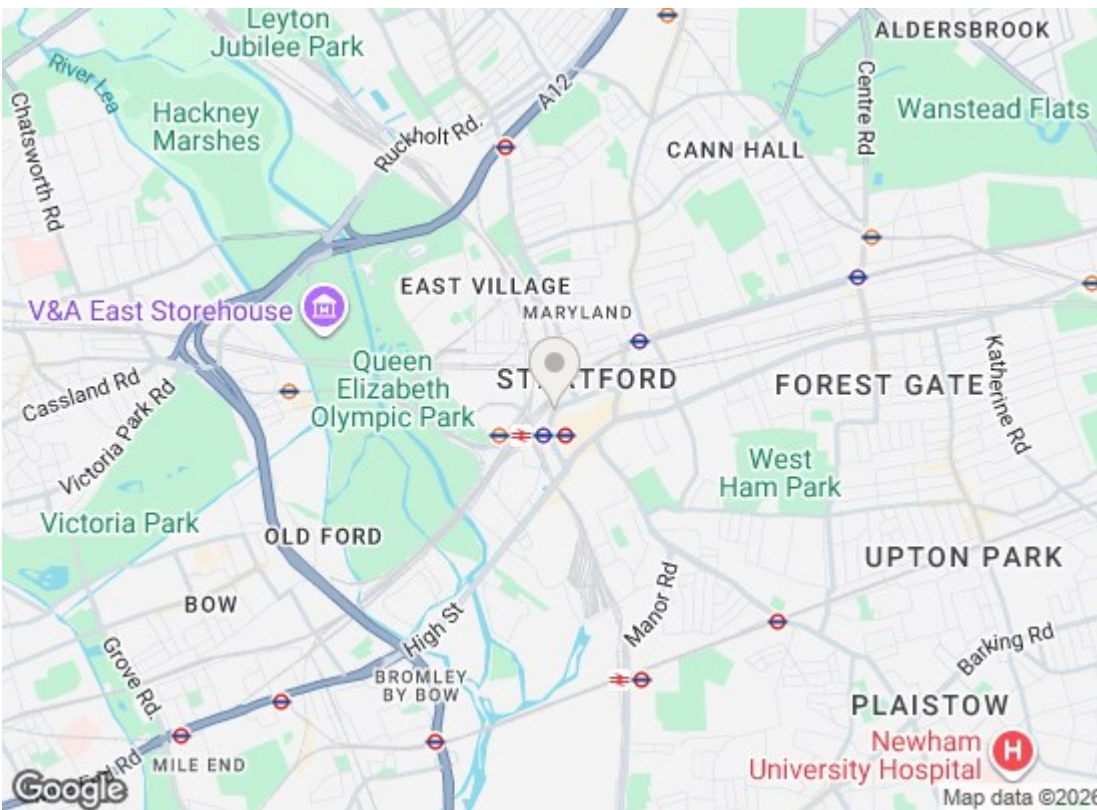 Leyton
Jubilee Park
ALDERSBROOK
River Lea
A12
Centre Rd
Hackney
Marshes
Wanstead Flats
Chatsworth Rd
Ruckholt Rd.
CANN HALL
EAST VILLAGE
V&A East Storehouse
MARYLAND
Queen
Elizabeth
Olympic Park
FOREST GATE
Katherine Rd
Cassland Rd
Victoria Park Rd
West
Ham Park
Victoria Park
OLD FORD
UPTON PARK
BOW
High St
Manor Rd
Grove Rd.
Barking Rd
BROMLEY
BY BOW
PLAISTOW
Newham
University Hospital
H
Rd
MILE END
Google
Map data ©2026